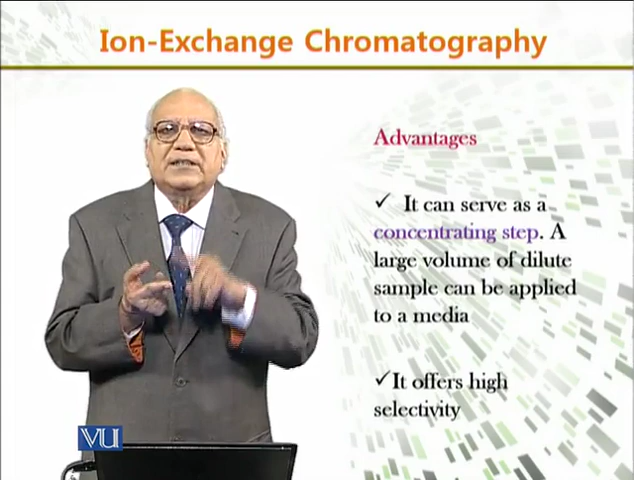 Ion-Exchange Chromatography
Advantages
✓ It can serve as a
concentrating step. A
large volume of dilute
sample can be applied
to a media
✓It offers high
selectivity
VU